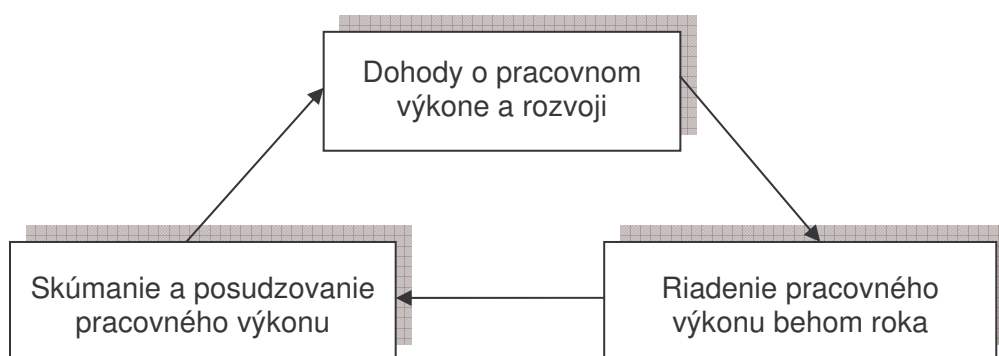 Dohody o pracovnom
výkone a rozvoji
Skúmanie a posudzovanie
pracovného výkonu
Riadenie pracovného
výkonu behom roka